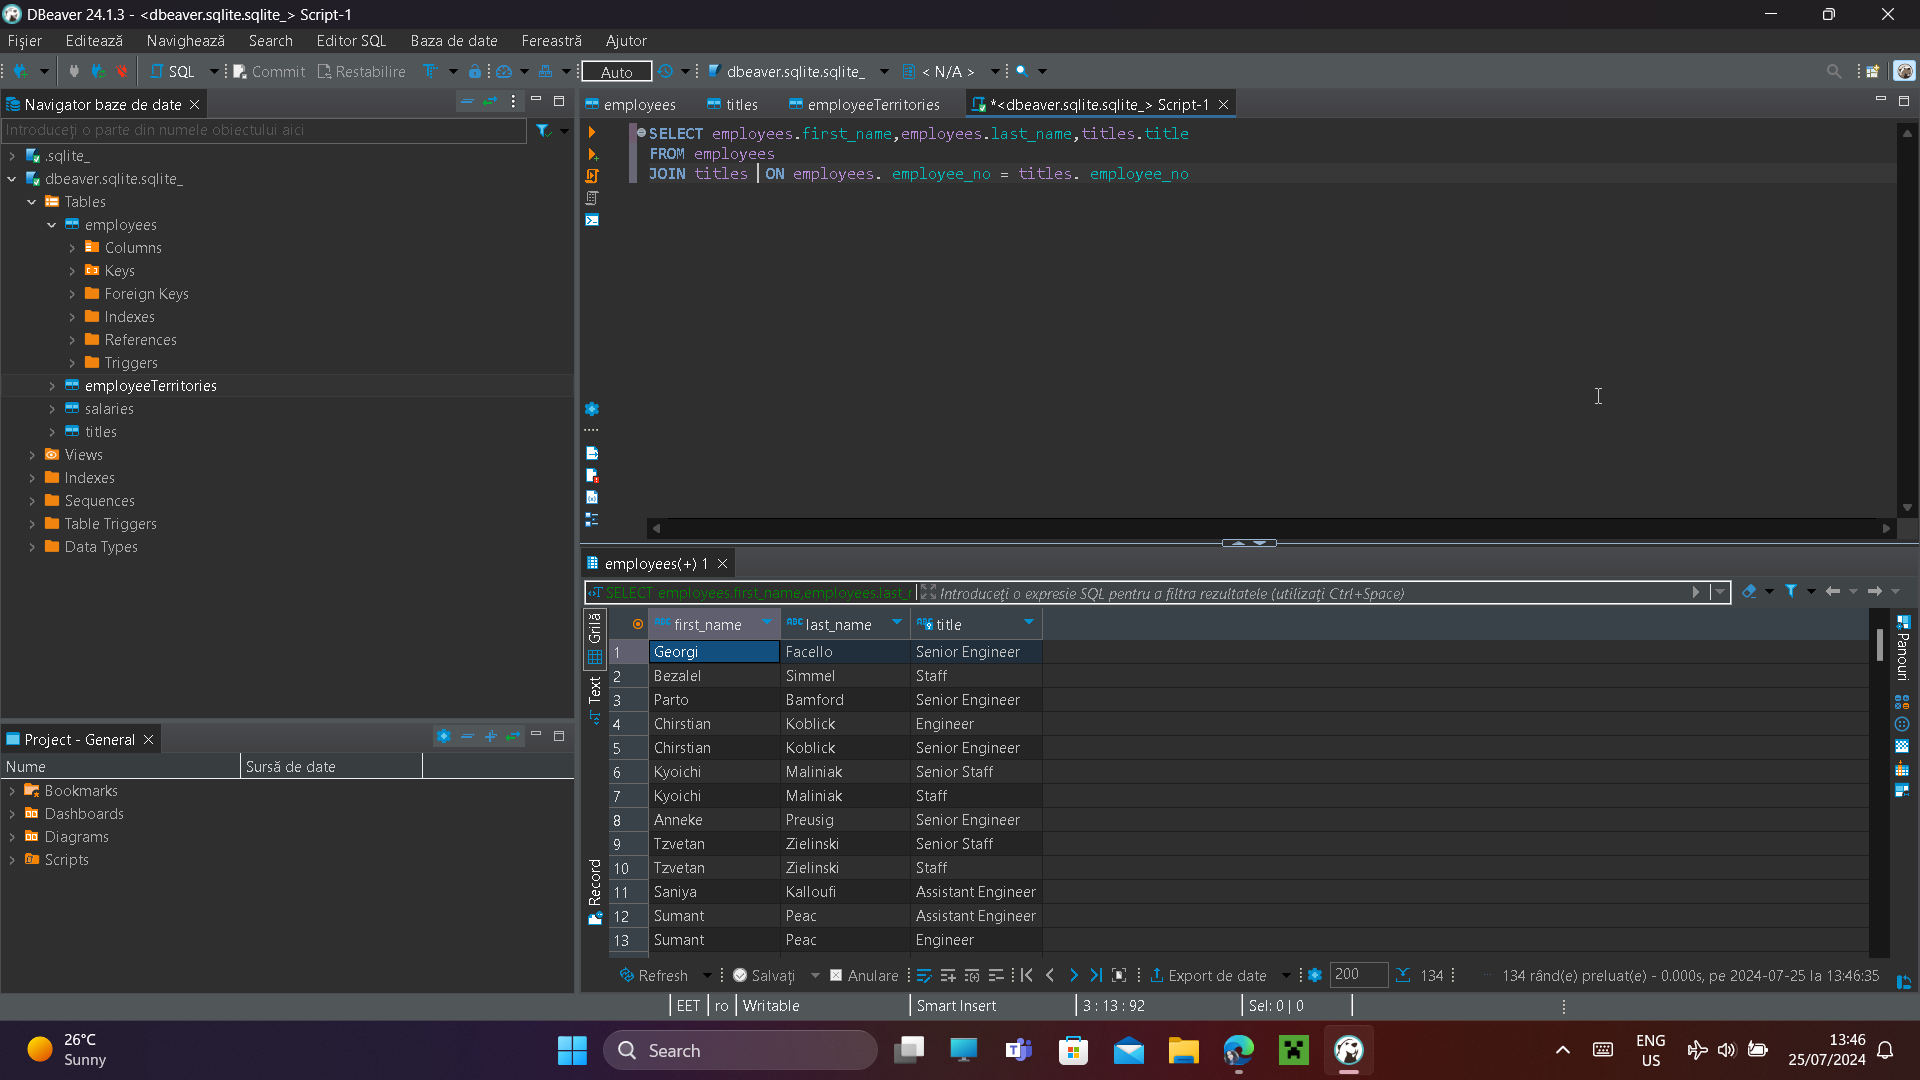 DBeaver 24.1.3 - <dbeaver.sqlite.sqlite_> Script-1
Fișier Editează Navighează Search Editor SQL Baza de date Fereastră Ajutor
SQL Commit Restabilire Auto dbeaver.sqlite.sqlite_ < N/A >
Navigator baze de date
Introduceți o parte din numele obiectului aici
.sqlite_
dbeaver.sqlite.sqlite_
Tables
employees
Columns
Keys
Foreign Keys
Indexes
References
Triggers
employeeTerritories
salaries
titles
Views
Indexes
Sequences
Table Triggers
Data Types
Project - General
Nume Sursă de date
Bookmarks
Dashboards
Diagrams
Scripts
employees titles employeeTerritories *<dbeaver.sqlite.sqlite_> Script-1
SELECT employees.first_name,employees.last_name,titles.title
FROM employees
JOIN titles ON employees. employee_no = titles. employee_no
employees(+) 1
SELECT employees.first_name,employees.last_ Introduceți o expresie SQL pentru a filtra rezultatele (utilizați Ctrl+Space)
Grilă
Text
Record
Panouri
first_name last_name title
1 Georgi Facello Senior Engineer
2 Bezalel Simmel Staff
3 Parto Bamford Senior Engineer
4 Chirstian Koblick Engineer
5 Chirstian Koblick Senior Engineer
6 Kyoichi Maliniak Senior Staff
7 Kyoichi Maliniak Staff
8 Anneke Preusig Senior Engineer
9 Tzvetan Zielinski Senior Staff
10 Tzvetan Zielinski Staff
11 Saniya Kalloufi Assistant Engineer
12 Sumant Peac Assistant Engineer
13 Sumant Peac Engineer
Refresh Salvați Anulare Export de date 200 134 134 rând(e) preluat(e) - 0.000s, pe 2024-07-25 la 13:46:35
EET ro Writable Smart Insert 3 : 13 : 92 Sel: 0 | 0
26°C
Sunny
Search
ENG
US
13:46
25/07/2024